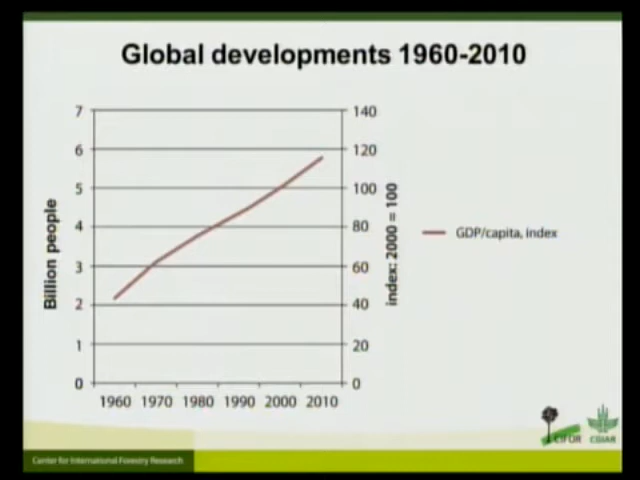 Global developments 1960-2010
7
6
5
4
3
2
1
0
Billion people
140
120
100
80
60
40
20
0
index: 2000 = 100
1960 1970 1980 1990 2000 2010
GDP/capita, index
CIFOR
CGIAR
Center for International Forestry Research